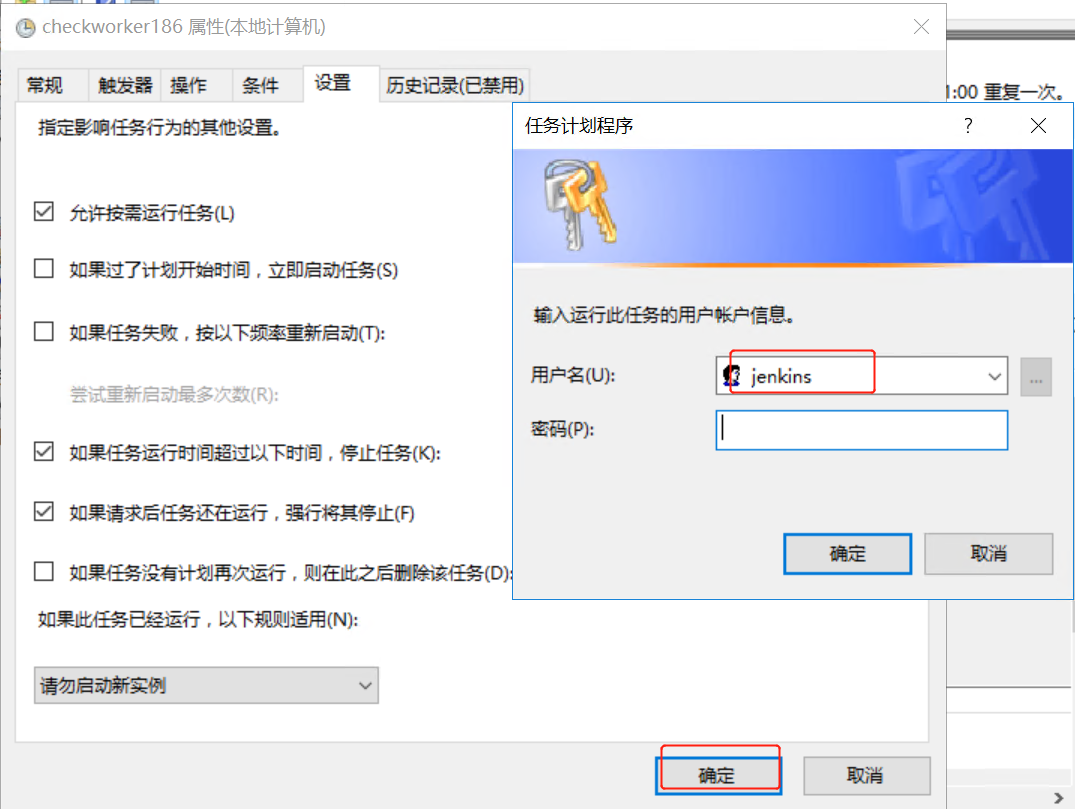 checkworker186 属性(本地计算机)
常规 触发器 操作 条件 设置 历史记录(已禁用)
指定影响任务行为的其他设置。
允许按需运行任务(L)
如果过了计划开始时间，立即启动任务(S)
如果任务失败，按以下频率重新启动(T):
尝试重新启动最多次数(R):
如果任务运行时间超过以下时间，停止任务(K):
如果请求后任务还在运行，强行将其停止(F)
如果任务没有计划再次运行，则在此之后删除该任务(D):
如果此任务已经运行，以下规则适用(N):
请勿启动新实例
确定 取消
1:00 重复一次。
任务计划程序 ?
输入运行此任务的用户帐户信息。
用户名(U): jenkins ...
密码(P):
确定 取消